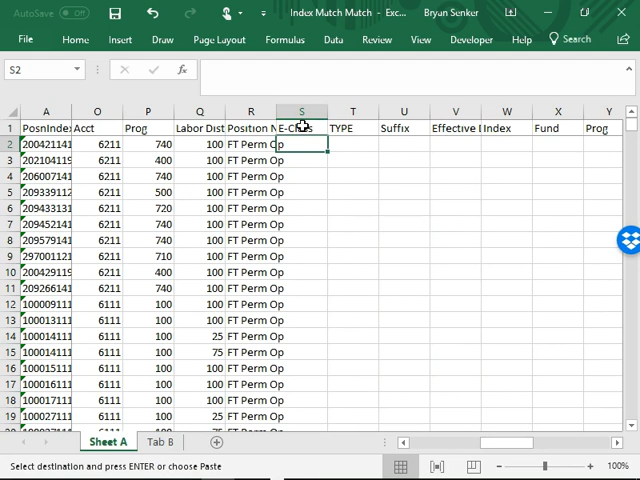 AutoSave Off Index Match Match - Exc... Bryan Senker
File Home Insert Draw Page Layout Formulas Data Review View Developer Help Search
S2 fx
A O P Q R S T U V W X Y
1 PosnIndex Acct Prog Labor Dist Position N E-Class TYPE Suffix Effective D Index Fund Prog
2 200421141 6211 740 100 FT Perm Op
3 202104119 6211 400 100 FT Perm Op
4 206007141 6211 740 100 FT Perm Op
5 209339112 6211 500 100 FT Perm Op
6 209433131 6211 720 100 FT Perm Op
7 209452141 6211 740 100 FT Perm Op
8 209579141 6211 740 100 FT Perm Op
9 297001121 6211 710 100 FT Perm Op
10 200429119 6211 400 100 FT Perm Op
11 209266141 6211 740 100 FT Perm Op
12 100009111 6111 100 100 FT Perm Op
13 100013111 6111 100 100 FT Perm Op
14 100014111 6111 100 25 FT Perm Op
15 100014111 6111 100 75 FT Perm Op
16 100015111 6111 100 100 FT Perm Op
17 100016111 6111 100 100 FT Perm Op
18 100017111 6111 100 100 FT Perm Op
19 100027111 6111 100 25 FT Perm Op
Sheet A Tab B
Select destination and press ENTER or choose Paste 100%